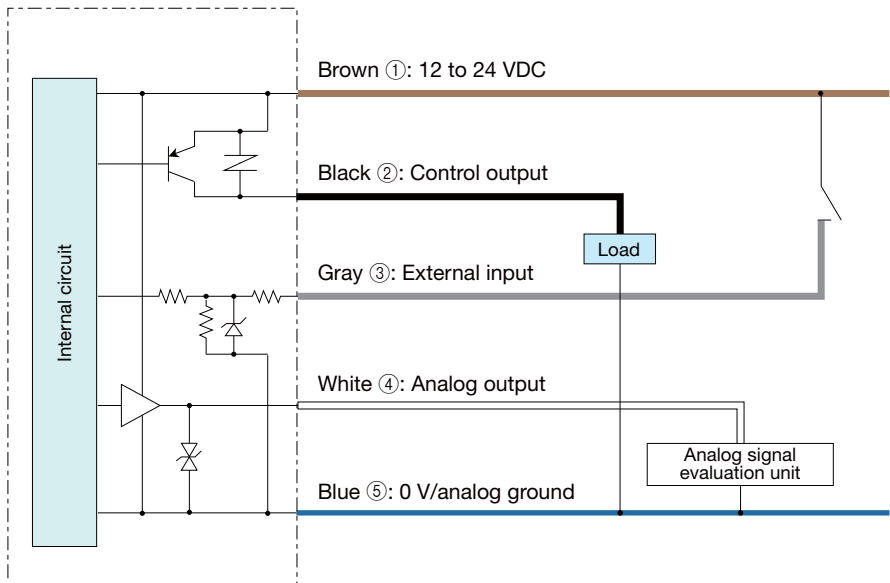 Brown ①: 12 to 24 VDC
Black ②: Control output
Load
Gray ③: External input
Internal circuit
White ④: Analog output
Analog signal
evaluation unit
Blue ⑤: 0 V/analog ground